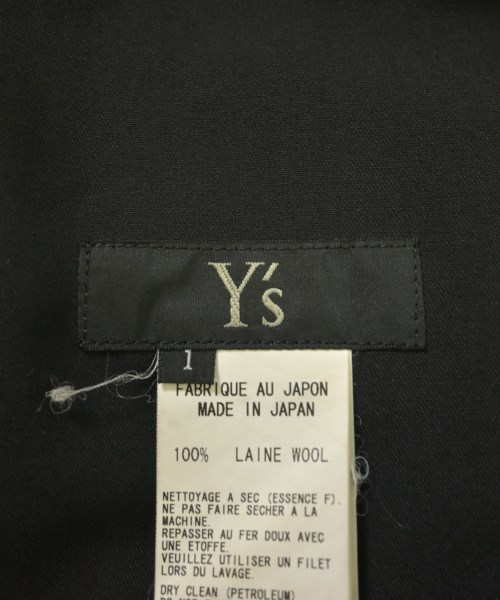 Y's
1
FABRIQUE AU JAPON
MADE IN JAPAN
100% LAINE WOOL
NETTOYAGE A SEC (ESSENCE F).
NE PAS FAIRE SECHER A LA
MACHINE.
REPASSER AU FER DOUX AVEC
UNE ETOFFE.
VEUILLEZ UTILISER UN FILET
LORS DU LAVAGE.
DRY CLEAN (PETROLEUM)